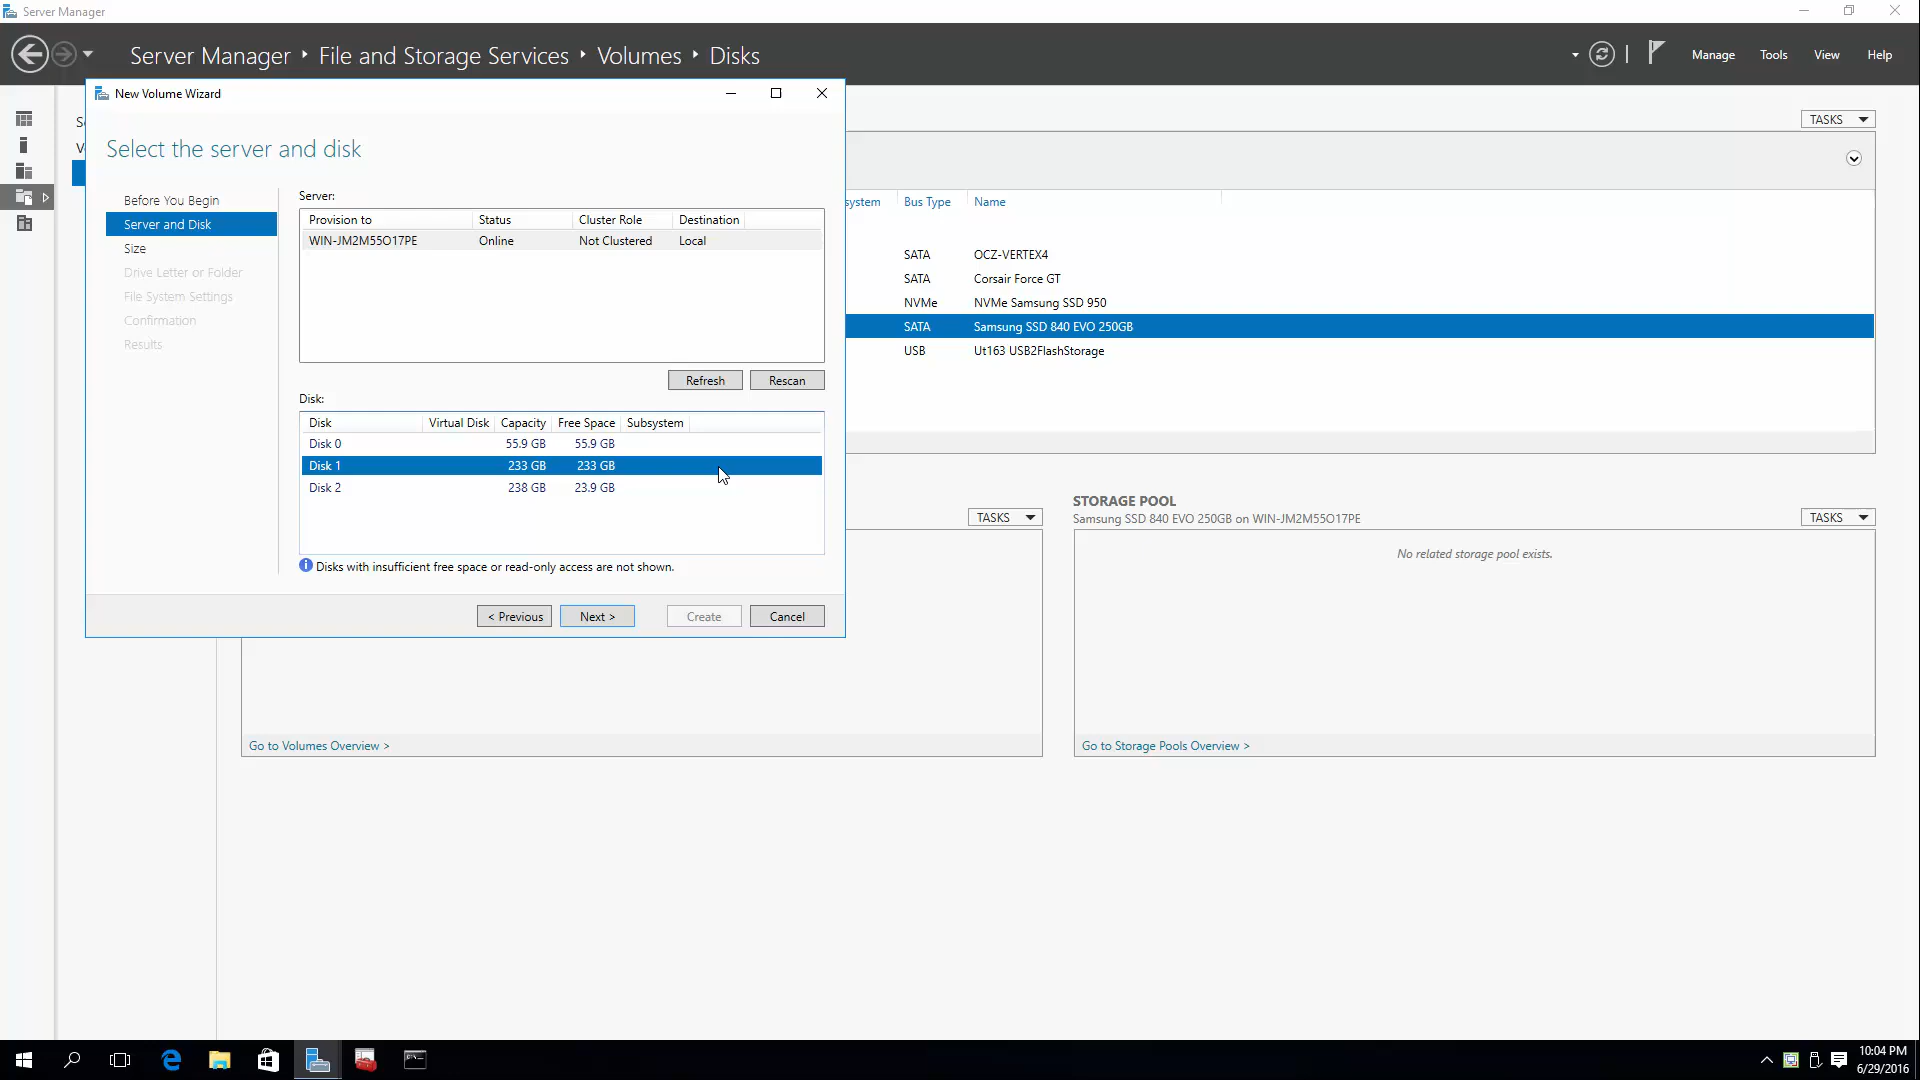 Server Manager
Server Manager ‣ File and Storage Services ‣ Volumes ‣ Disks
Manage Tools View Help
New Volume Wizard
Select the server and disk
Before You Begin
Server and Disk
Size
Drive Letter or Folder
File System Settings
Confirmation
Results
Server:
Provision to Status Cluster Role Destination
WIN-JM2M55O17PE Online Not Clustered Local
Refresh Rescan
Disk:
Disk Virtual Disk Capacity Free Space Subsystem
Disk 0 55.9 GB 55.9 GB
Disk 1 233 GB 233 GB
Disk 2 238 GB 23.9 GB
Disks with insufficient free space or read-only access are not shown.
< Previous Next > Create Cancel
TASKS
Bus Type Name
SATA OCZ-VERTEX4
SATA Corsair Force GT
NVMe NVMe Samsung SSD 950
SATA Samsung SSD 840 EVO 250GB
USB Ut163 USB2FlashStorage
TASKS
Go to Volumes Overview >
STORAGE POOL
Samsung SSD 840 EVO 250GB on WIN-JM2M55O17PE
TASKS
No related storage pool exists.
Go to Storage Pools Overview >
10:04 PM
6/29/2016